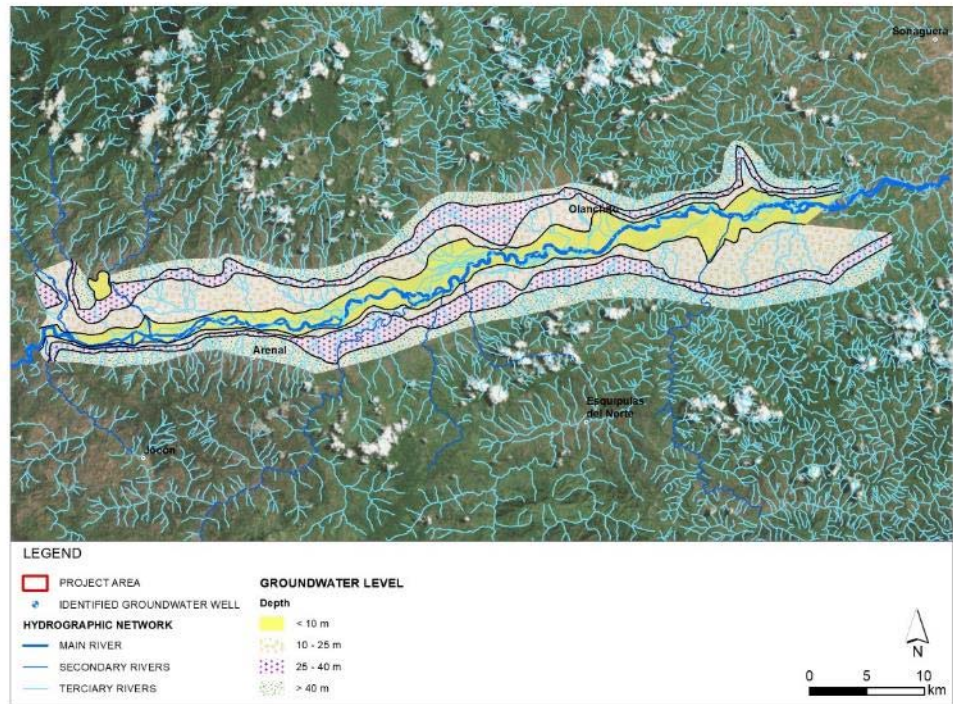 Sonaguera
Olanchito
Arenal
Esquipulas
del Norte
Jocón
LEGEND
PROJECT AREA
IDENTIFIED GROUNDWATER WELL
HYDROGRAPHIC NETWORK
MAIN RIVER
SECONDARY RIVERS
TERCIARY RIVERS
GROUNDWATER LEVEL
Depth
< 10 m
10 - 25 m
25 - 40 m
> 40 m
N
0 5 10
km